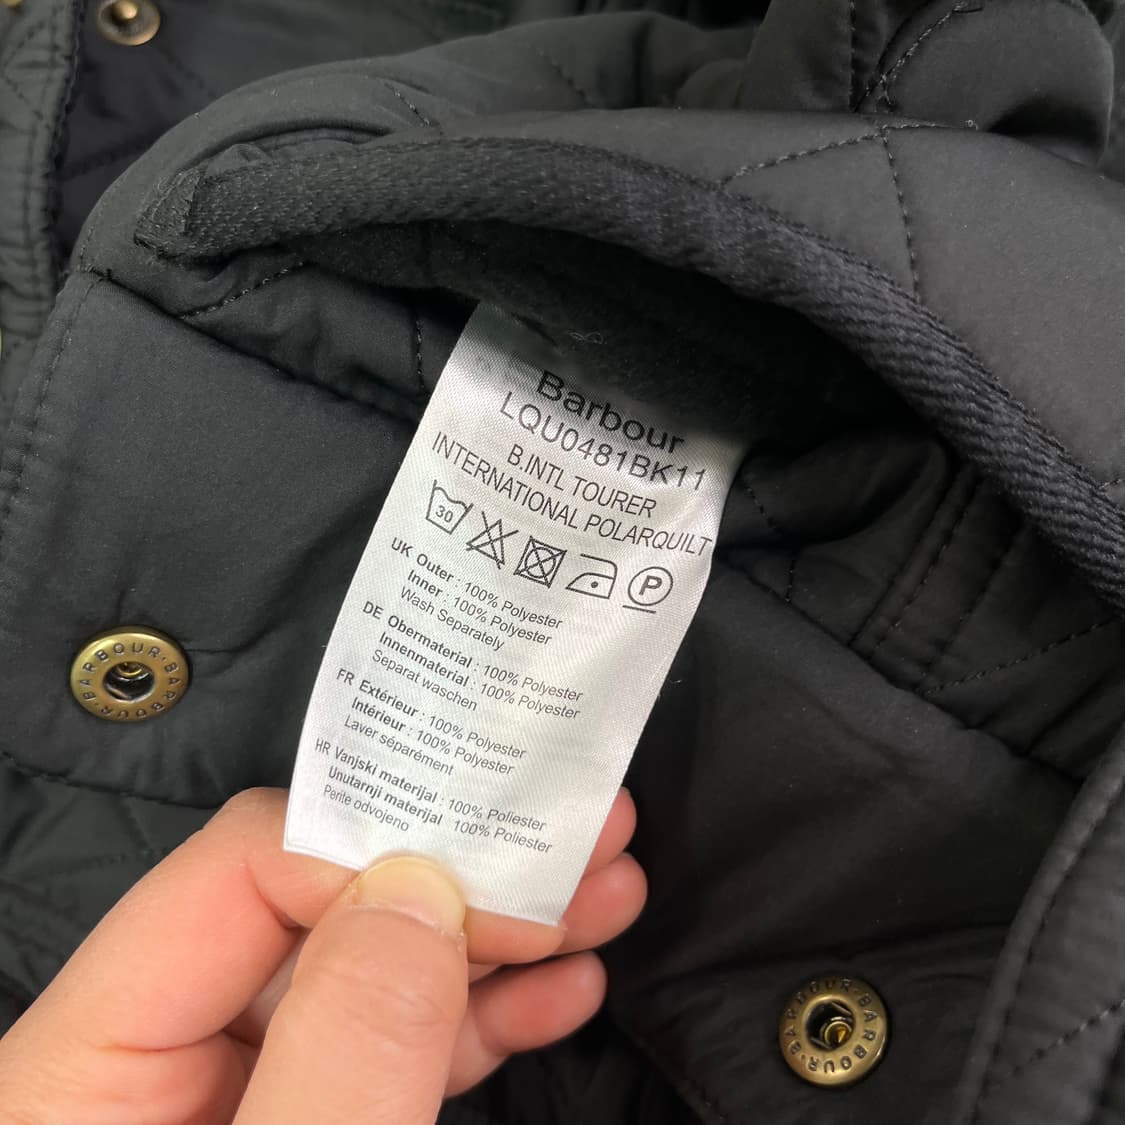 Barbour
LQU0481BK11
B.INTL TOURER
INTERNATIONAL POLARQUILT
30
P
UK Outer : 100% Polyester
Inner : 100% Polyester
Wash Separately
DE Obermaterial : 100% Polyester
Innenmaterial : 100% Polyester
Separat waschen
FR Extérieur : 100% Polyester
Intérieur : 100% Polyester
Laver séparément
HR Vanjski materijal : 100% Poliester
Unutarnji materijal 100% Poliester
Perite odvojeno
BARBOUR·BARBOUR·
BARBOUR·BARBOUR·